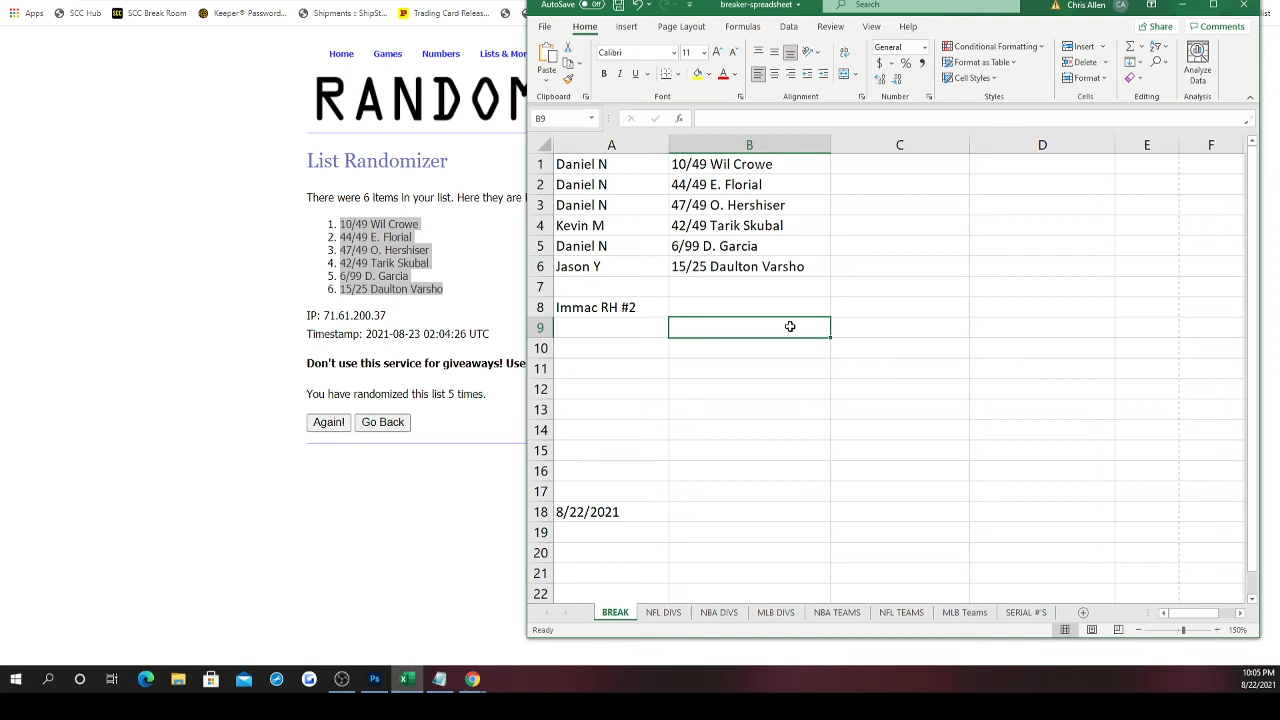 breaker-spreadsheet
Search
Chris Allen CA
Apps SCC Hub SCC Break Room Keeper® Password... Shipments :: ShipSt... Trading Card Releas...
File Home Insert Page Layout Formulas Data Review View Help Share Comments
Paste
Calibri 11
General
Conditional Formatting
Format as Table
Cell Styles
Insert
Delete
Format
Analyze Data
Clipboard Font Alignment Number Styles Cells Editing Analysis
B9
Home Games Numbers Lists & Mor
RANDOM
List Randomizer
There were 6 items in your list. Here they are i
1. 10/49 Wil Crowe
2. 44/49 E. Florial
3. 47/49 O. Hershiser
4. 42/49 Tarik Skubal
5. 6/99 D. Garcia
6. 15/25 Daulton Varsho
IP: 71.61.200.37
Timestamp: 2021-08-23 02:04:26 UTC
Don't use this service for giveaways! Use
You have randomized this list 5 times.
Again! Go Back
A B C D E F
1 Daniel N 10/49 Wil Crowe
2 Daniel N 44/49 E. Florial
3 Daniel N 47/49 O. Hershiser
4 Kevin M 42/49 Tarik Skubal
5 Daniel N 6/99 D. Garcia
6 Jason Y 15/25 Daulton Varsho
7
8 Immac RH #2
9
10
11
12
13
14
15
16
17
18 8/22/2021
19
20
21
22
BREAK NFL DIVS NBA DIVS MLB DIVS NBA TEAMS NFL TEAMS MLB Teams SERIAL #'S
Ready 150%
10:05 PM
8/22/2021